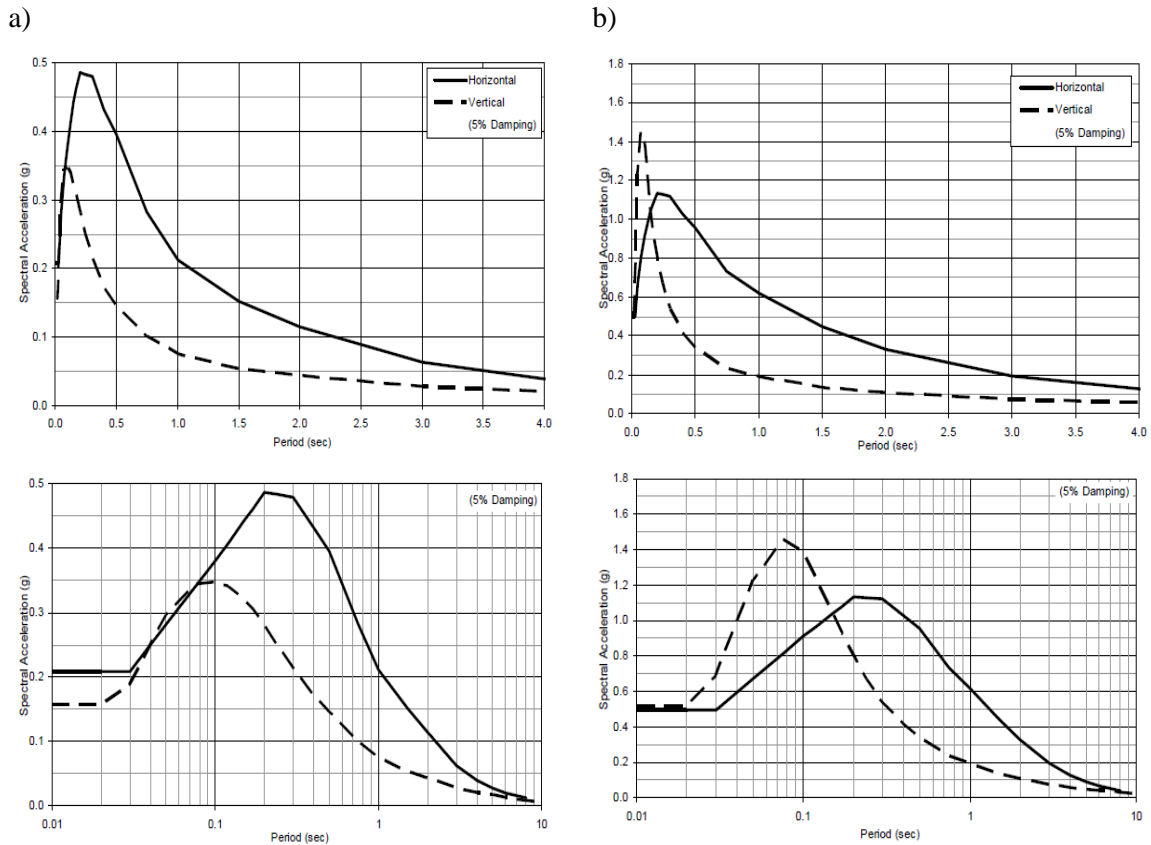 a)
b)
0.5
0.4
0.3
0.2
0.1
0.0
Spectral Acceleration (g)
0.0 0.5 1.0 1.5 2.0 2.5 3.0 3.5 4.0
Period (sec)
Horizontal
Vertical
(5% Damping)
1.8
1.6
1.4
1.2
1.0
0.8
0.6
0.4
0.2
0.0
Spectral Acceleration (g)
0.0 0.5 1.0 1.5 2.0 2.5 3.0 3.5 4.0
Period (sec)
Horizontal
Vertical
(5% Damping)
0.5
0.4
0.3
0.2
0.1
0.0
Spectral Acceleration (g)
0.01 0.1 1 10
Period (sec)
(5% Damping)
1.8
1.6
1.4
1.2
1.0
0.8
0.6
0.4
0.2
0.0
Spectral Acceleration (g)
0.01 0.1 1 10
Period (sec)
(5% Damping)